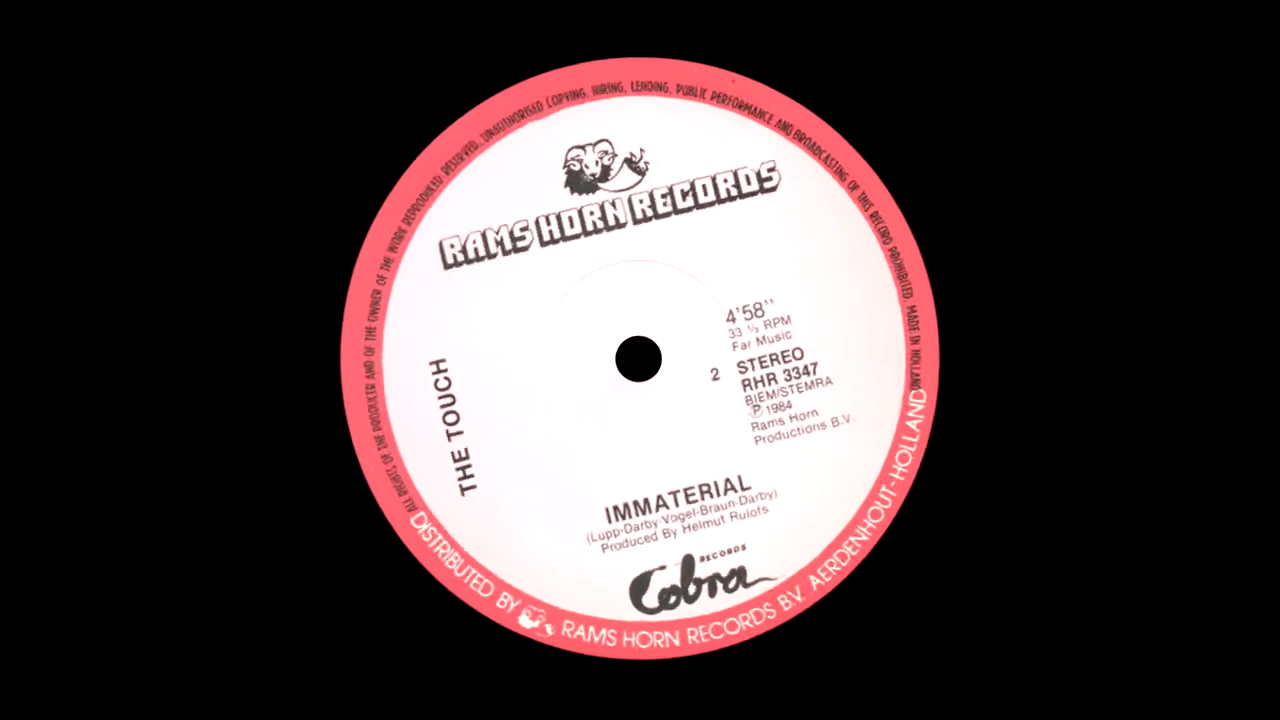 ALL RIGHTS OF THE PRODUCER AND OF THE OWNER OF THE WORK REPRODUCED RESERVED. UNAUTHORISED COPYING, HIRING, LENDING, PUBLIC PERFORMANCE AND BROADCASTING OF THIS RECORD PROHIBITED. MADE IN HOLLAND
RAMS HORN RECORDS
4'58''
33 ⅓ RPM
Far Music
2 STEREO
RHR 3347
BIEM/STEMRA
Ⓟ 1984
Rams Horn
Productions B.V.
THE TOUCH
IMMATERIAL
(Lupp-Darby-Vogel-Braun-Darby)
Produced By Helmut Rulofs
Cobra RECORDS
DISTRIBUTED BY RAMS HORN RECORDS B.V. AERDENHOUT-HOLLAND